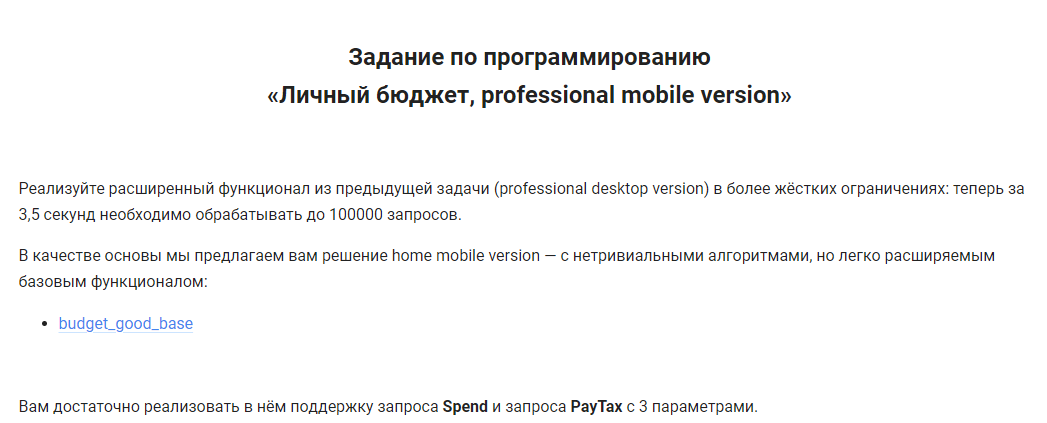 Задание по программированию
«Личный бюджет, professional mobile version»
Реализуйте расширенный функционал из предыдущей задачи (professional desktop version) в более жёстких ограничениях: теперь за
3,5 секунд необходимо обрабатывать до 100000 запросов.
В качестве основы мы предлагаем вам решение home mobile version — с нетривиальными алгоритмами, но легко расширяемым
базовым функционалом:
• budget_good_base
Вам достаточно реализовать в нём поддержку запроса Spend и запроса PayTax с 3 параметрами.